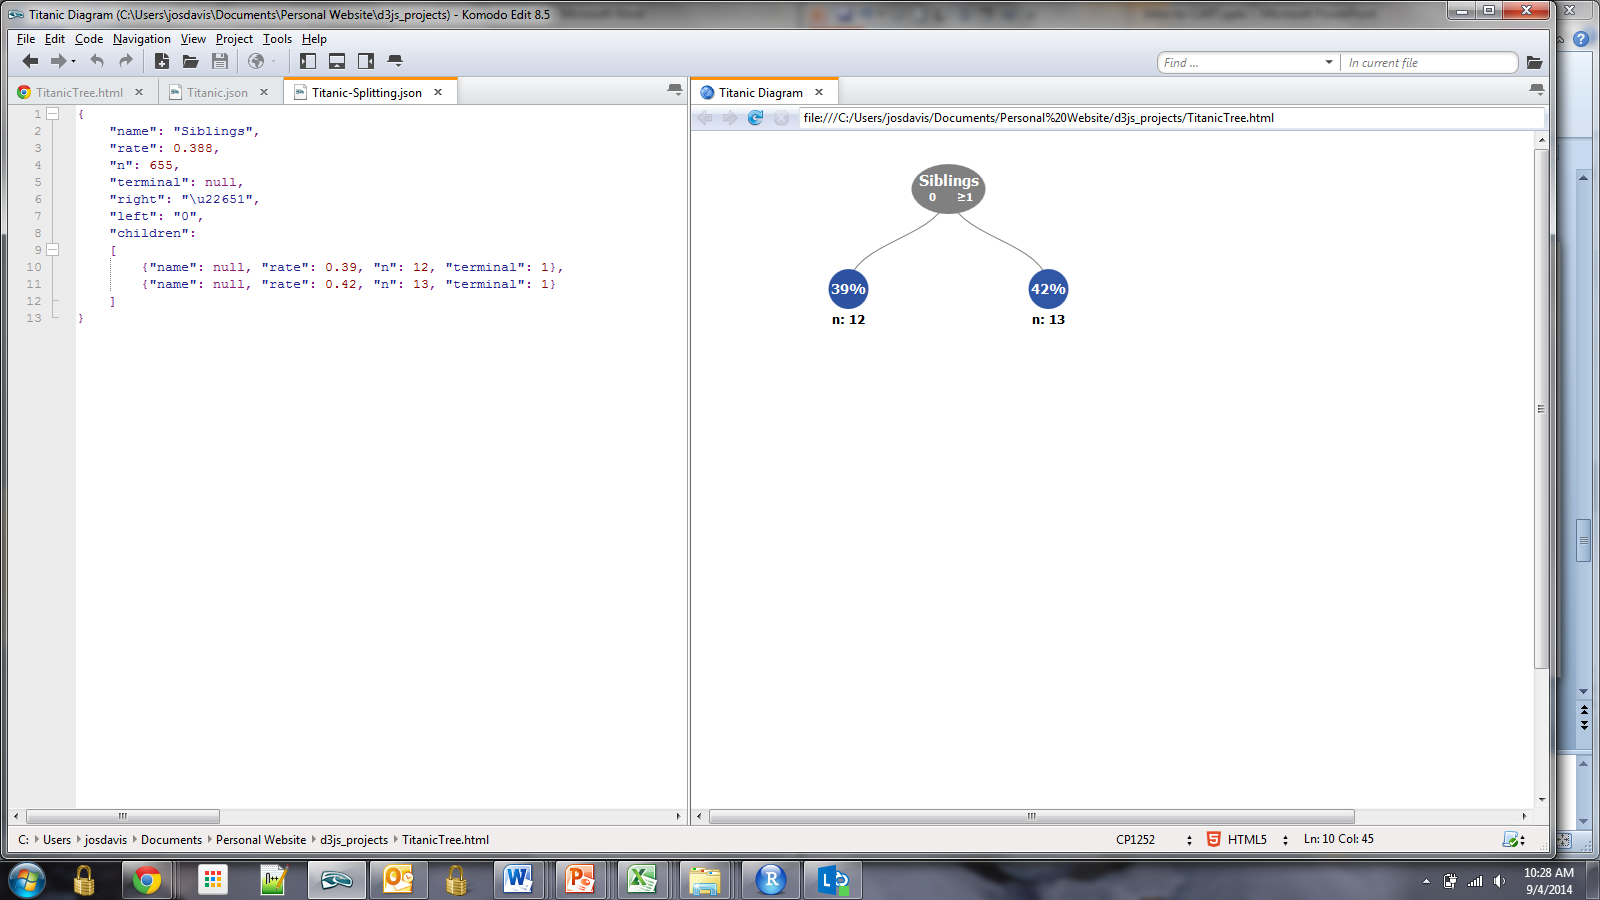 Titanic Diagram (C:\Users\josdavis\Documents\Personal Website\d3js_projects) - Komodo Edit 8.5
File Edit Code Navigation View Project Tools Help
Find ... In current file
TitanicTree.html Titanic.json Titanic-Splitting.json
Titanic Diagram
file:///C:/Users/josdavis/Documents/Personal%20Website/d3js_projects/TitanicTree.html
1 {
2 "name": "Siblings",
3 "rate": 0.388,
4 "n": 655,
5 "terminal": null,
6 "right": "\u22651",
7 "left": "0",
8 "children":
9 [
10 {"name": null, "rate": 0.39, "n": 12, "terminal": 1},
11 {"name": null, "rate": 0.42, "n": 13, "terminal": 1}
12 ]
13 }
Siblings
0 ≥1
39% 42%
n: 12 n: 13
C: Users josdavis Documents Personal Website d3js_projects TitanicTree.html
CP1252 HTML5 Ln: 10 Col: 45
10:28 AM
9/4/2014